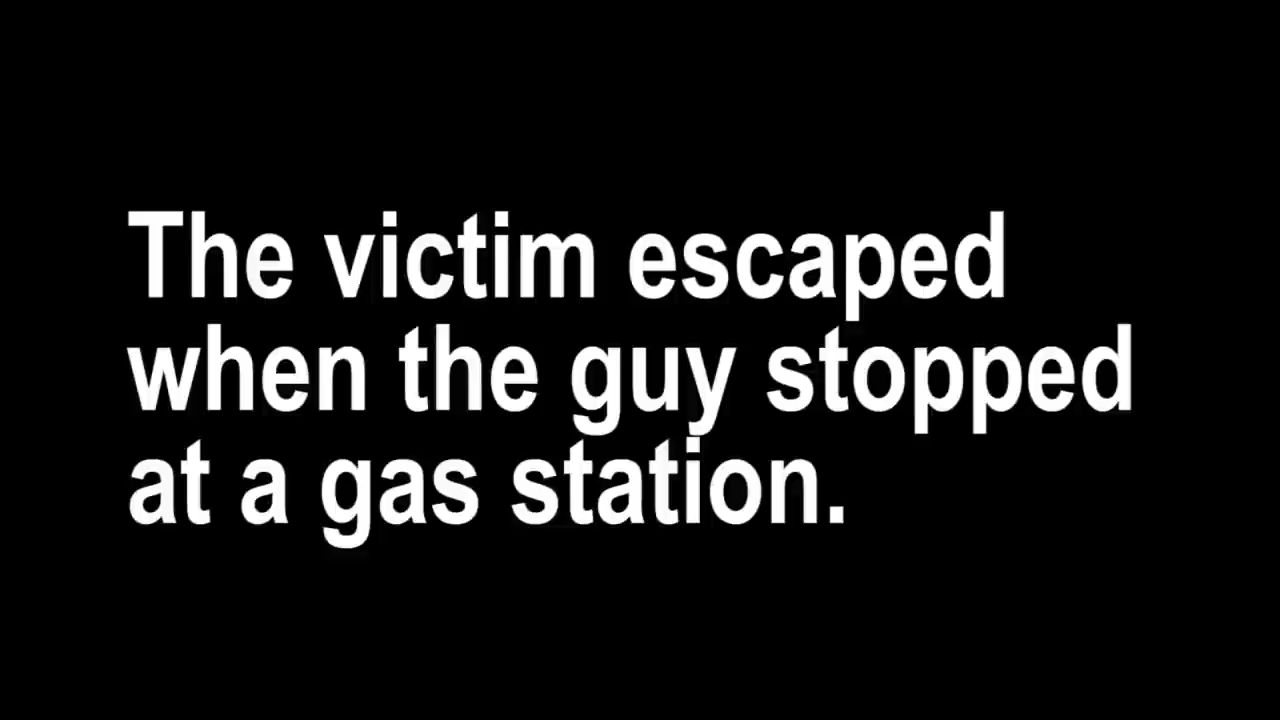 The victim escaped
when the guy stopped
at a gas station.